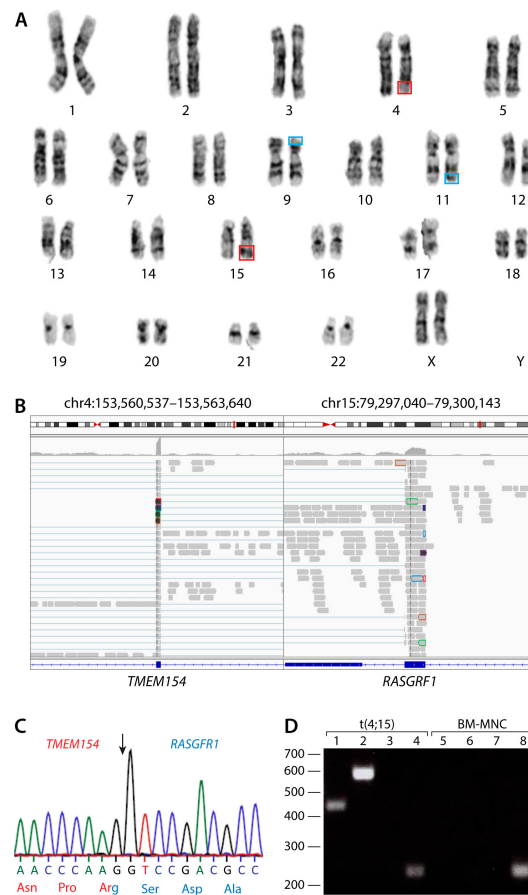 A
1 2 3 4 5
6 7 8 9 10 11 12
13 14 15 16 17 18
19 20 21 22 X Y
B
chr4:153,560,537–153,563,640 chr15:79,297,040–79,300,143
TMEM154 RASGRF1
C
TMEM154 RASGFR1
A A C C C A A G G T C C G A C G C C
Asn Pro Arg Ser Asp Ala
D
t(4;15) BM-MNC
1 2 3 4 5 6 7 8
700
600
500
400
300
200